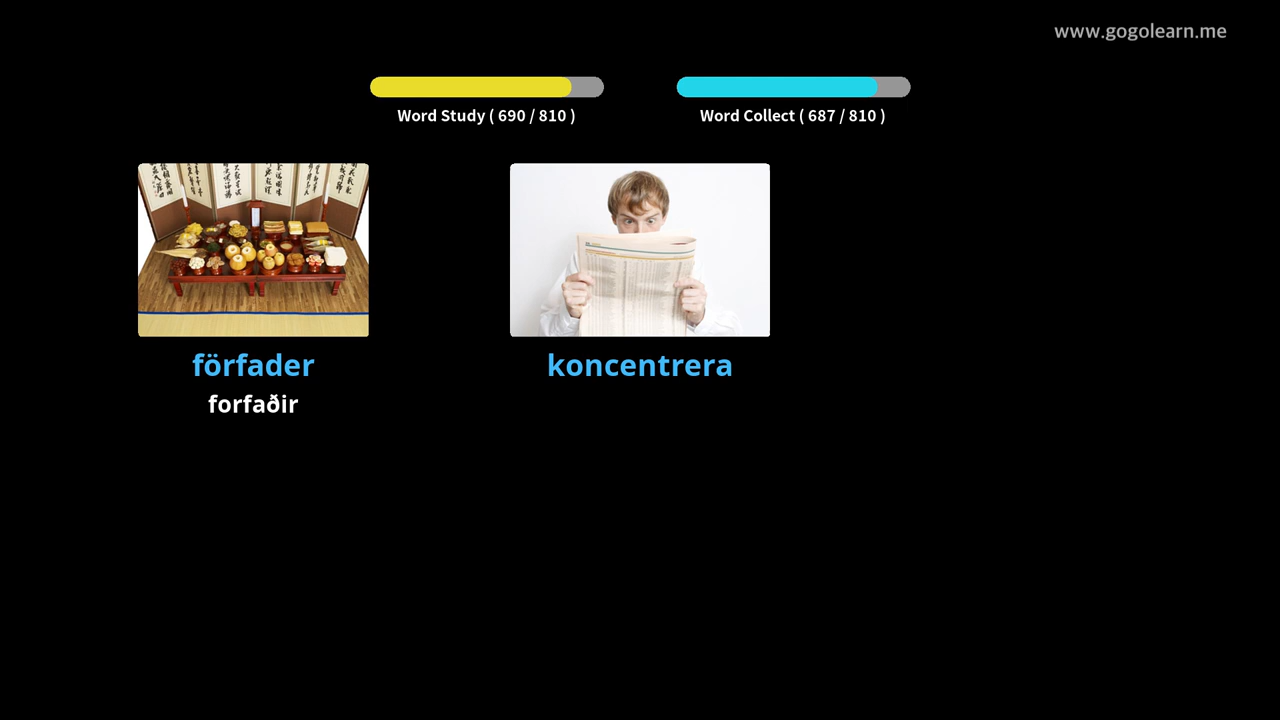 www.gogolearn.me
Word Study ( 690 / 810 )
Word Collect ( 687 / 810 )
förfader
koncentrera
forfaðir